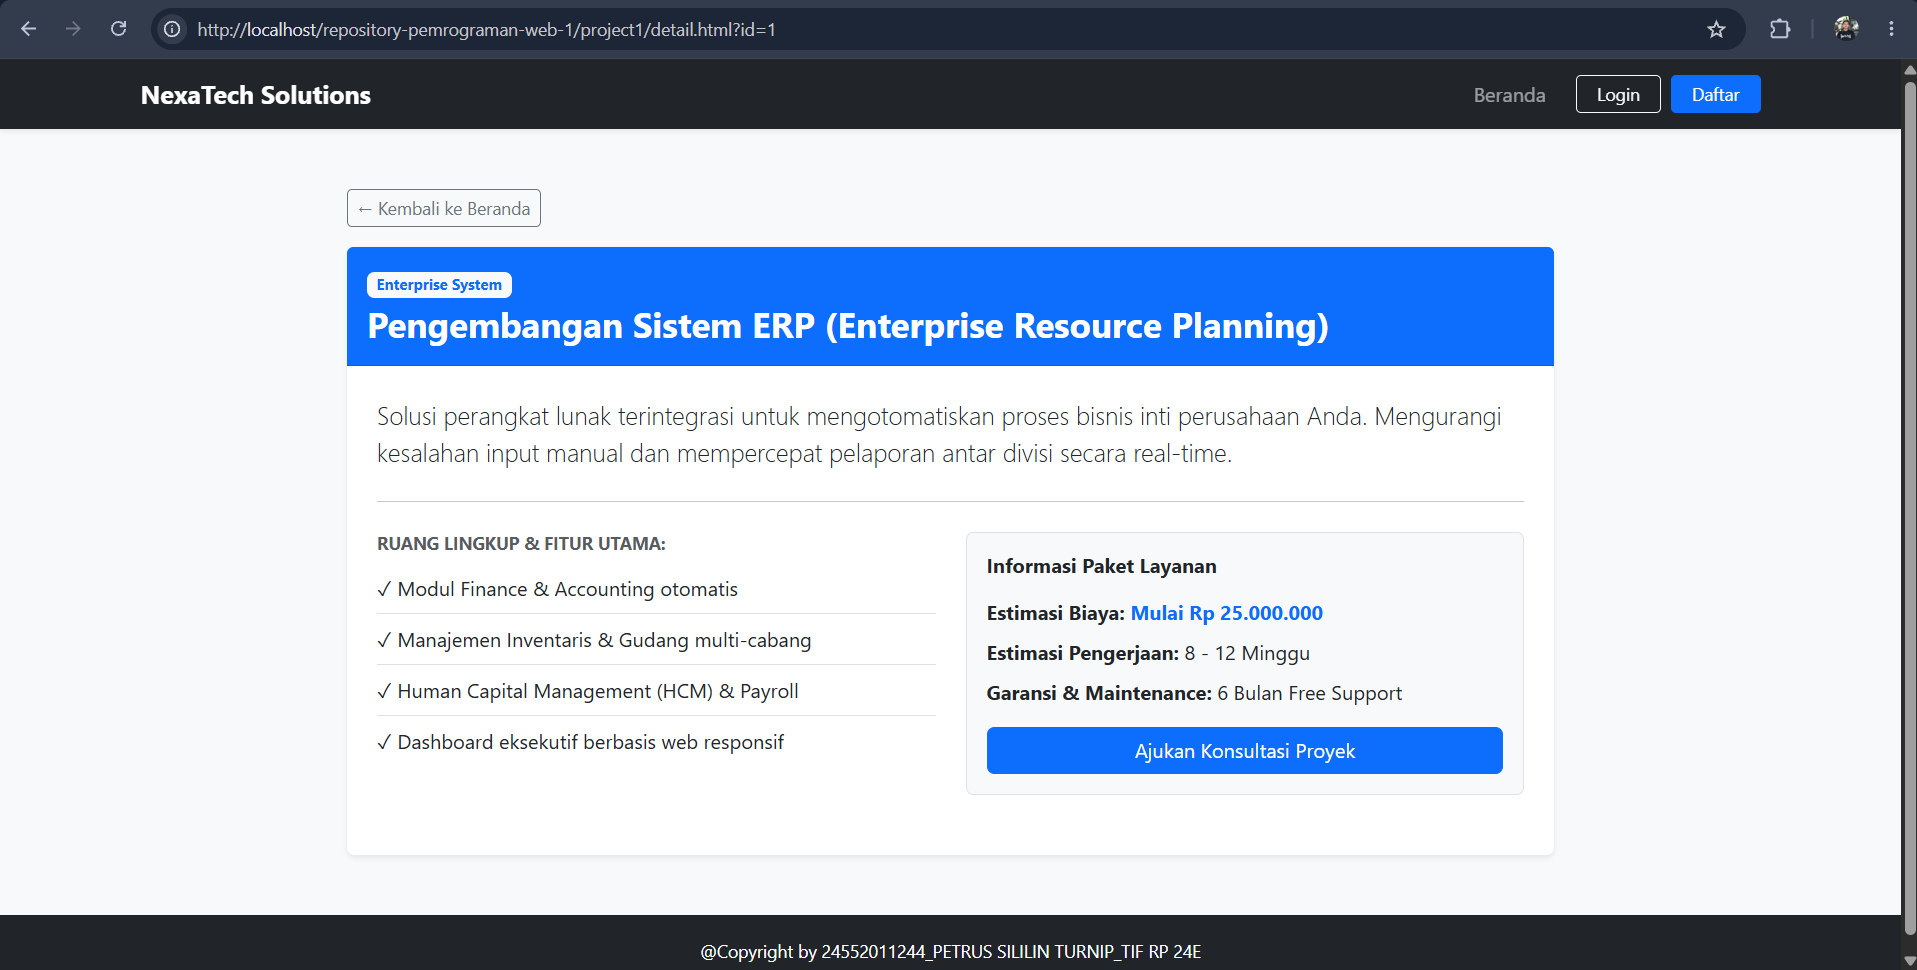 http://localhost/repository-pemrograman-web-1/project1/detail.html?id=1
NexaTech Solutions
Beranda
Login
Daftar
← Kembali ke Beranda
Enterprise System
Pengembangan Sistem ERP (Enterprise Resource Planning)
Solusi perangkat lunak terintegrasi untuk mengotomatiskan proses bisnis inti perusahaan Anda. Mengurangi
kesalahan input manual dan mempercepat pelaporan antar divisi secara real-time.
RUANG LINGKUP & FITUR UTAMA:
✓ Modul Finance & Accounting otomatis
✓ Manajemen Inventaris & Gudang multi-cabang
✓ Human Capital Management (HCM) & Payroll
✓ Dashboard eksekutif berbasis web responsif
Informasi Paket Layanan
Estimasi Biaya: Mulai Rp 25.000.000
Estimasi Pengerjaan: 8 - 12 Minggu
Garansi & Maintenance: 6 Bulan Free Support
Ajukan Konsultasi Proyek
@Copyright by 24552011244_PETRUS SILILIN TURNIP_TIF RP 24E